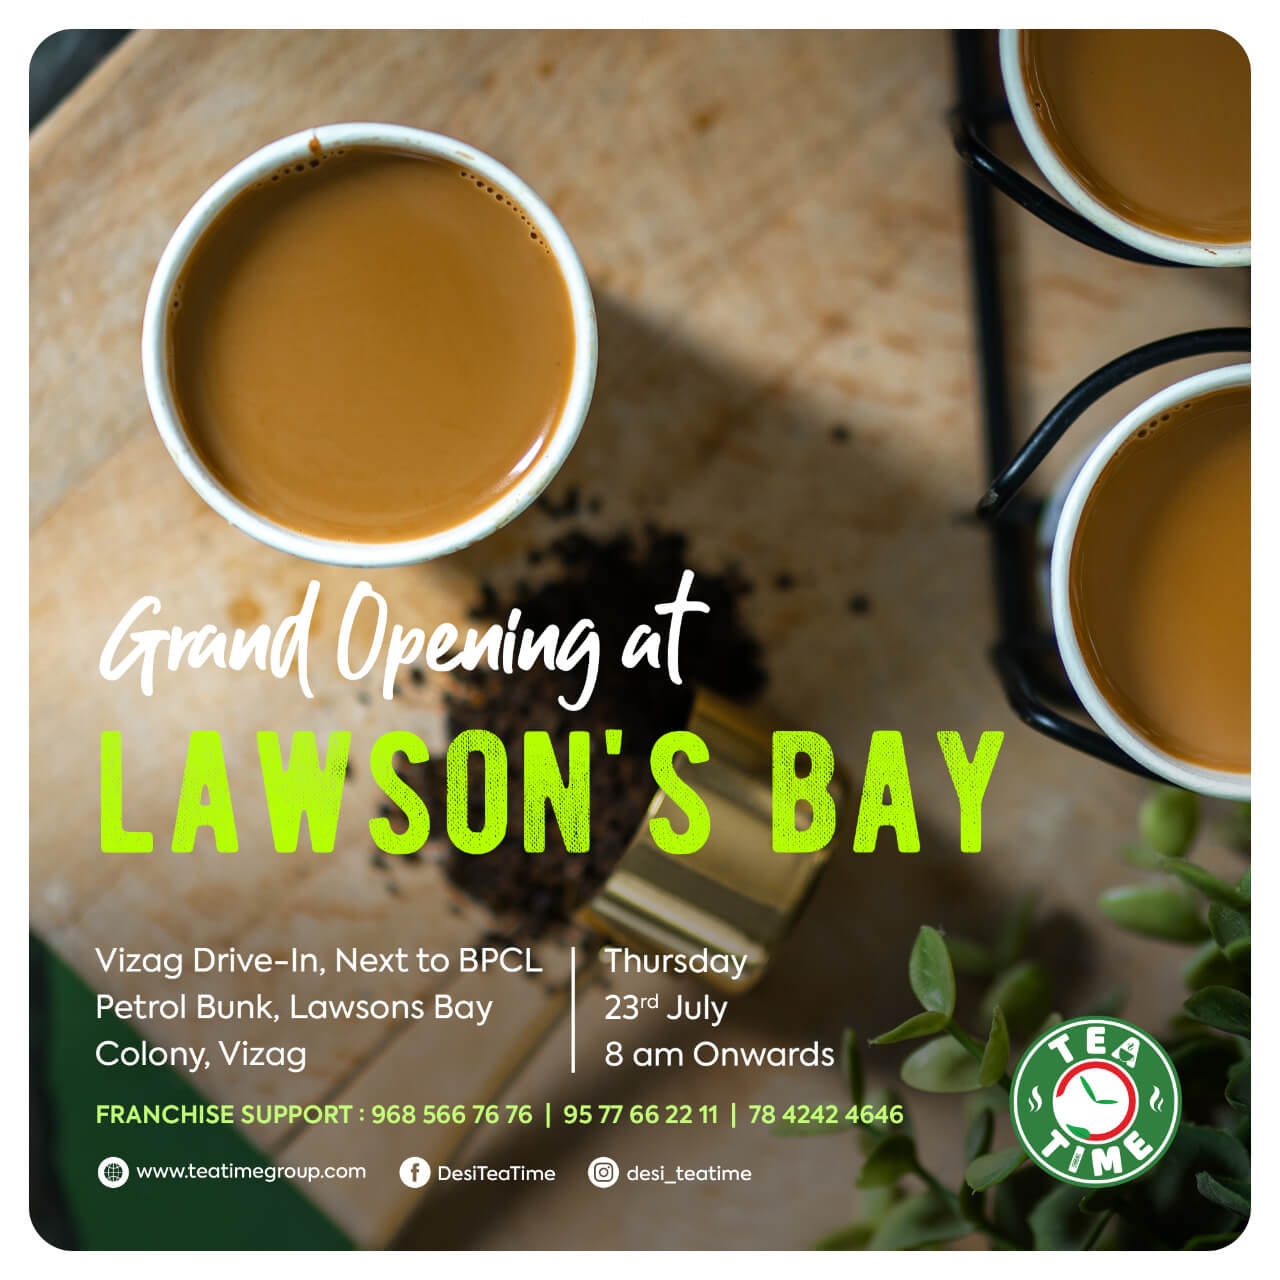 Grand Opening at
LAWSON'S BAY
Vizag Drive-In, Next to BPCL
Petrol Bunk, Lawsons Bay
Colony, Vizag
Thursday
23rd July
8 am Onwards
FRANCHISE SUPPORT : 968 566 76 76 | 95 77 66 22 11 | 78 4242 4646
www.teatimegroup.com
DesiTeaTime
desi_teatime
TEA
TIME